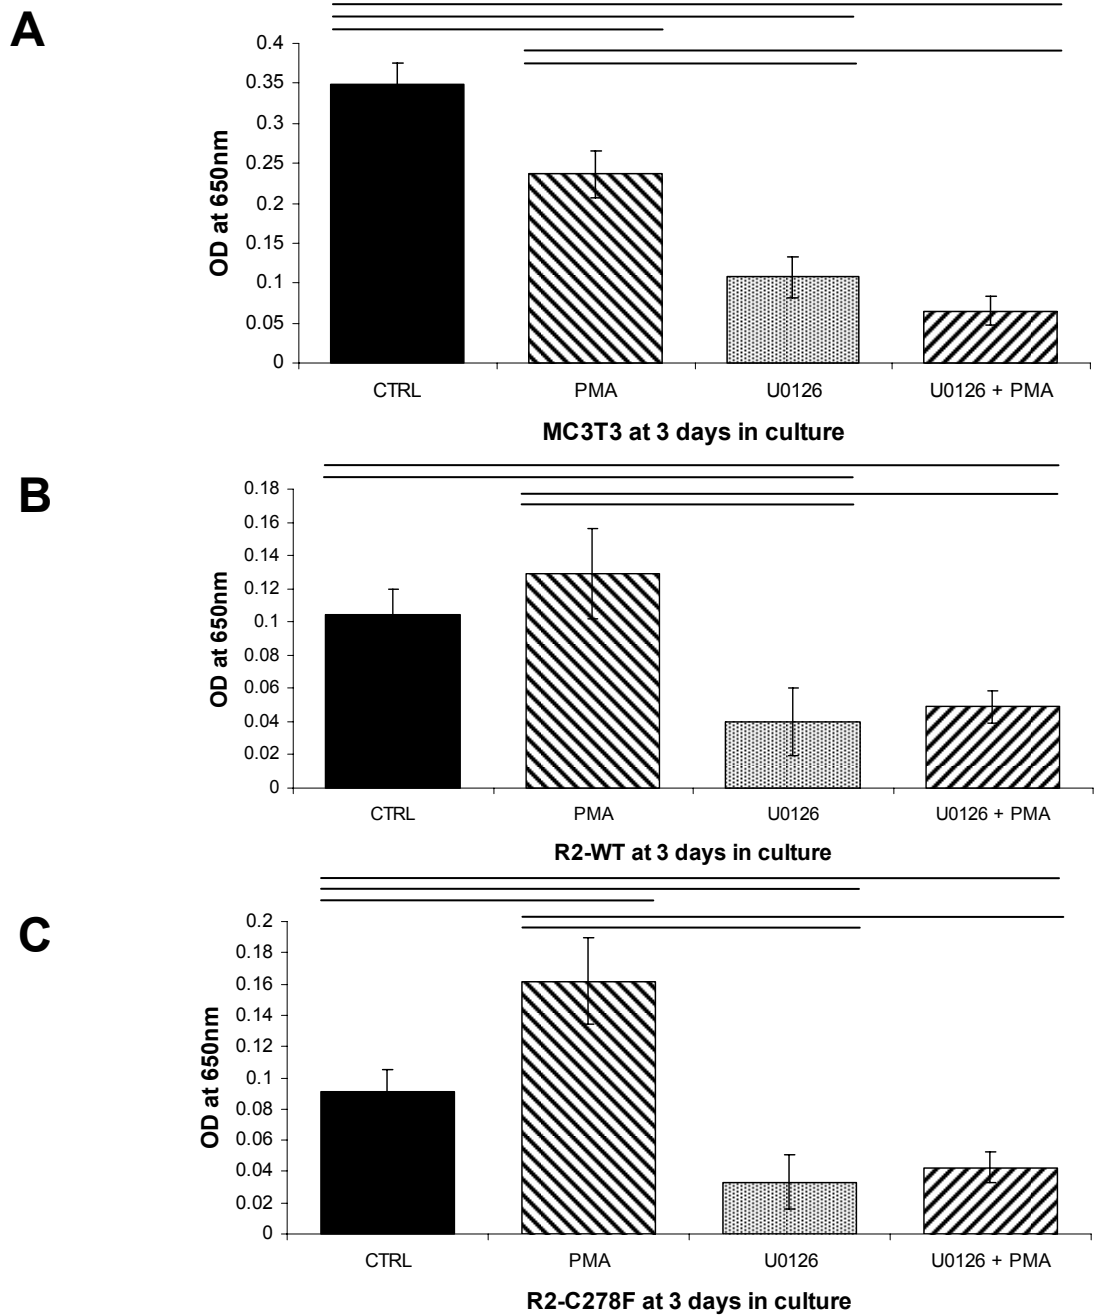 A
OD at 650nm
0.4
0.35
0.3
0.25
0.2
0.15
0.1
0.05
0
CTRL PMA U0126 U0126 + PMA
MC3T3 at 3 days in culture
B
OD at 650nm
0.18
0.16
0.14
0.12
0.1
0.08
0.06
0.04
0.02
0
CTRL PMA U0126 U0126 + PMA
R2-WT at 3 days in culture
C
OD at 650nm
0.2
0.18
0.16
0.14
0.12
0.1
0.08
0.06
0.04
0.02
0
CTRL PMA U0126 U0126 + PMA
R2-C278F at 3 days in culture